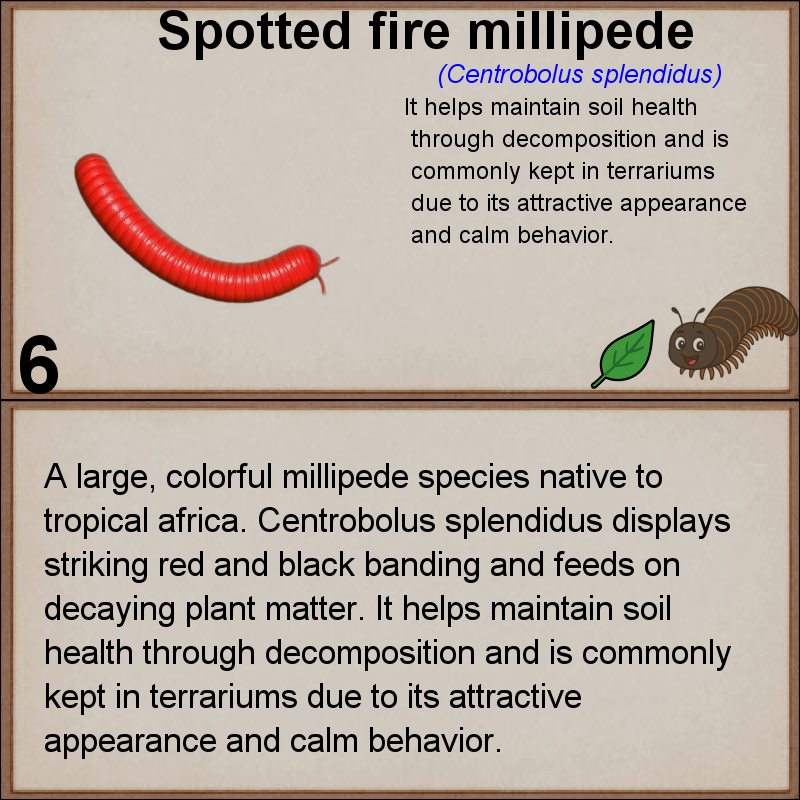 Spotted fire millipede
(Centrobolus splendidus)
It helps maintain soil health
through decomposition and is
commonly kept in terrariums
due to its attractive appearance
and calm behavior.
6
A large, colorful millipede species native to
tropical africa. Centrobolus splendidus displays
striking red and black banding and feeds on
decaying plant matter. It helps maintain soil
health through decomposition and is commonly
kept in terrariums due to its attractive
appearance and calm behavior.